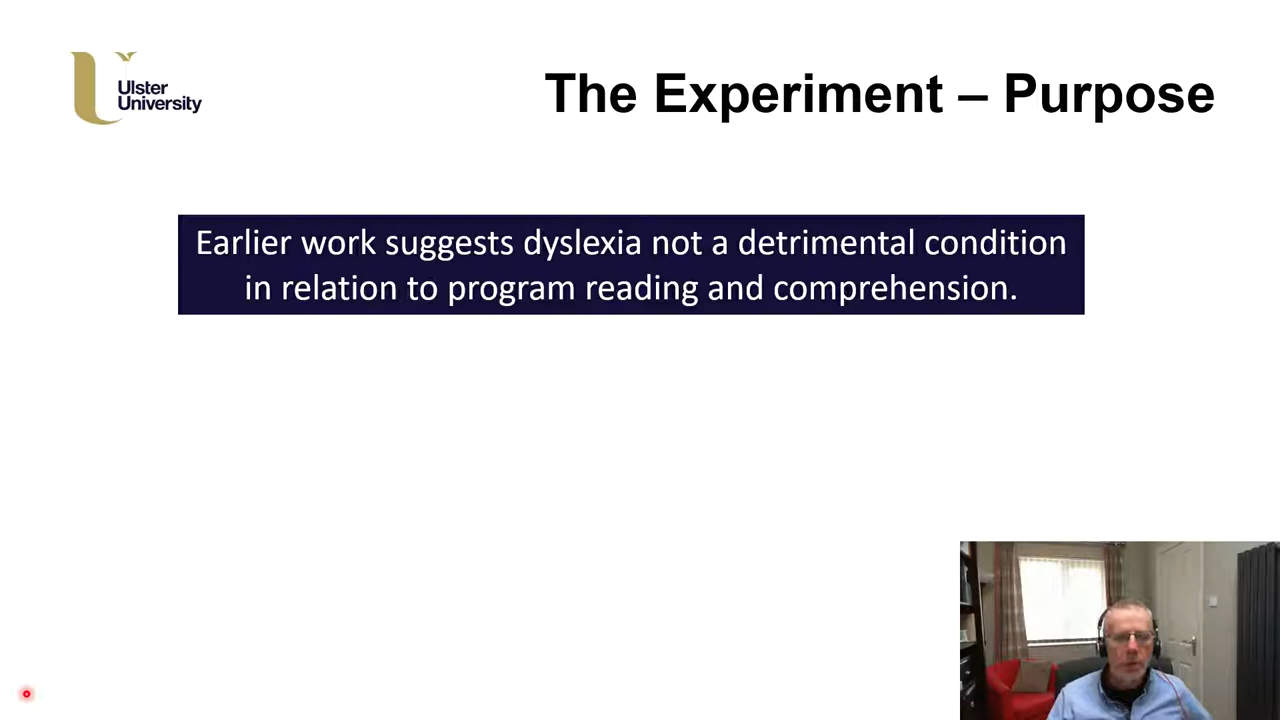 Ulster
University
The Experiment – Purpose
Earlier work suggests dyslexia not a detrimental condition
in relation to program reading and comprehension.